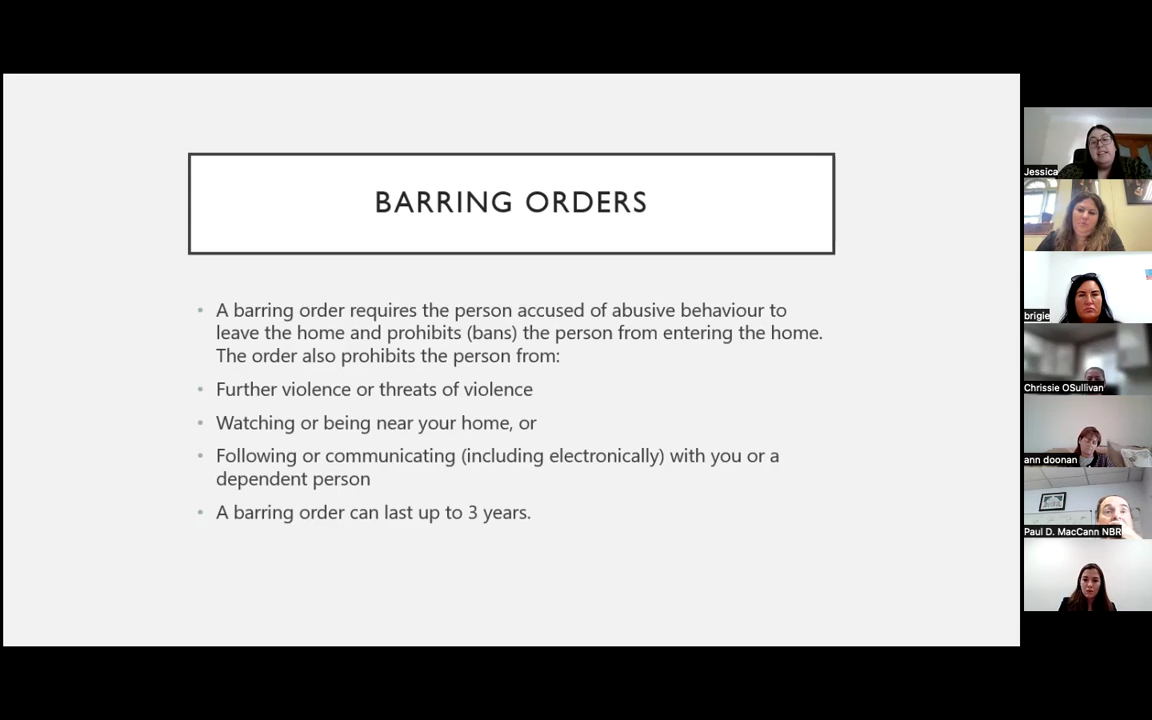 BARRING ORDERS
• A barring order requires the person accused of abusive behaviour to
leave the home and prohibits (bans) the person from entering the home.
The order also prohibits the person from:
• Further violence or threats of violence
• Watching or being near your home, or
• Following or communicating (including electronically) with you or a
dependent person
• A barring order can last up to 3 years.
Jessica
brigie
Chrissie OSullivan
ann doonan
Paul D. MacCann NBR